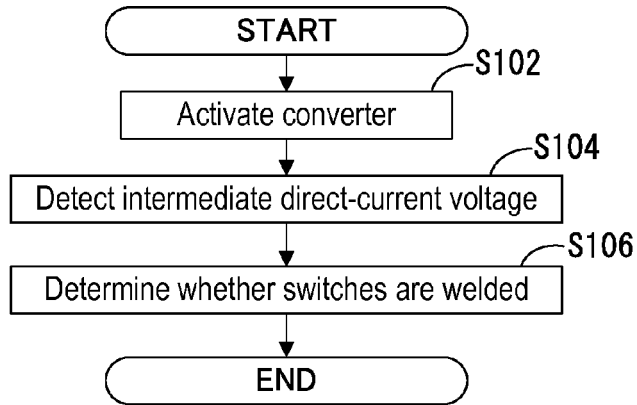 START
S102
Activate converter
S104
Detect intermediate direct-current voltage
S106
Determine whether switches are welded
END